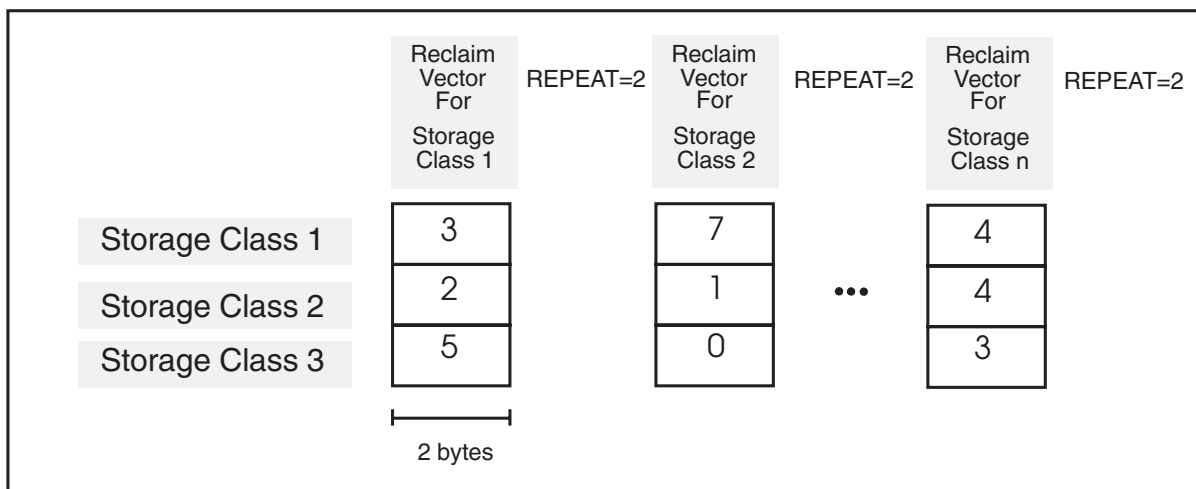 Reclaim
Vector
For
Storage
Class 1
REPEAT=2
Reclaim
Vector
For
Storage
Class 2
REPEAT=2
Reclaim
Vector
For
Storage
Class n
REPEAT=2
Storage Class 1
3
7
4
Storage Class 2
2
1
•••
4
Storage Class 3
5
0
3
2 bytes